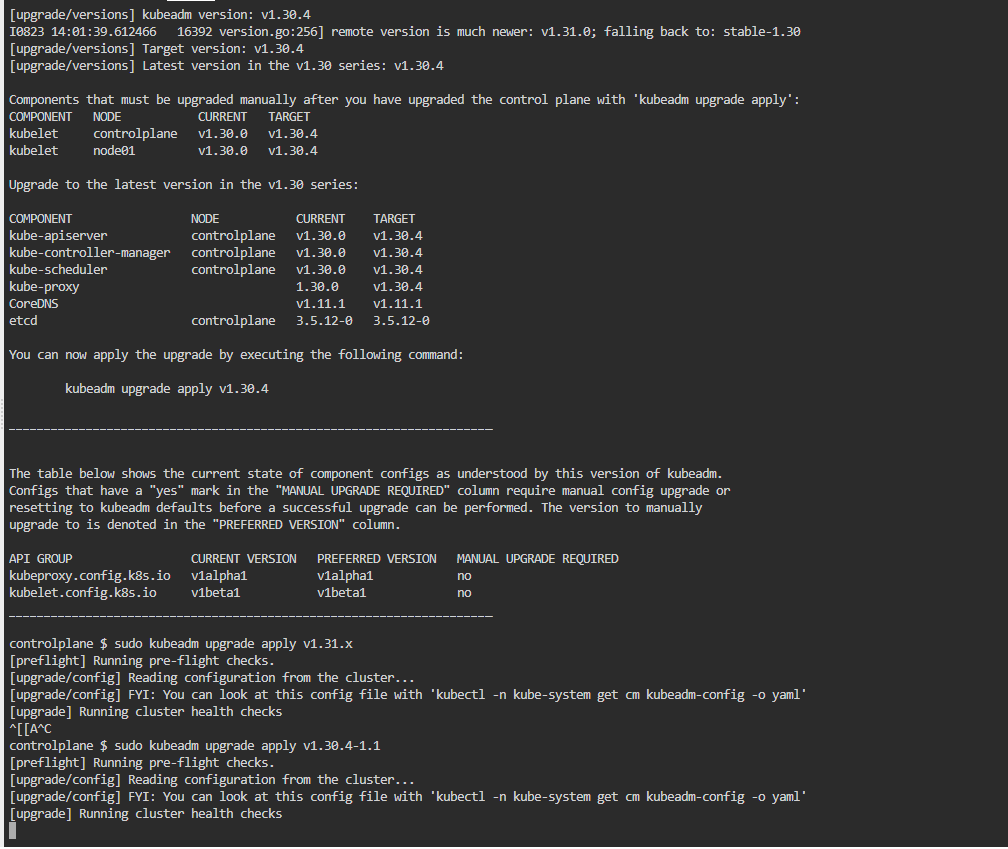 [upgrade/versions] kubeadm version: v1.30.4
I0823 14:01:39.612466   16392 version.go:256] remote version is much newer: v1.31.0; falling back to: stable-1.30
[upgrade/versions] Target version: v1.30.4
[upgrade/versions] Latest version in the v1.30 series: v1.30.4
Components that must be upgraded manually after you have upgraded the control plane with 'kubeadm upgrade apply':
COMPONENT   NODE           CURRENT   TARGET
kubelet     controlplane   v1.30.0   v1.30.4
kubelet     node01         v1.30.0   v1.30.4
Upgrade to the latest version in the v1.30 series:
COMPONENT                 NODE           CURRENT    TARGET
kube-apiserver            controlplane   v1.30.0    v1.30.4
kube-controller-manager   controlplane   v1.30.0    v1.30.4
kube-scheduler            controlplane   v1.30.0    v1.30.4
kube-proxy                               1.30.0     v1.30.4
CoreDNS                                  v1.11.1    v1.11.1
etcd                      controlplane   3.5.12-0   3.5.12-0
You can now apply the upgrade by executing the following command:
kubeadm upgrade apply v1.30.4
_____________________________________________________________________
The table below shows the current state of component configs as understood by this version of kubeadm.
Configs that have a "yes" mark in the "MANUAL UPGRADE REQUIRED" column require manual config upgrade or
resetting to kubeadm defaults before a successful upgrade can be performed. The version to manually
upgrade to is denoted in the "PREFERRED VERSION" column.
API GROUP                 CURRENT VERSION   PREFERRED VERSION   MANUAL UPGRADE REQUIRED
kubeproxy.config.k8s.io   v1alpha1          v1alpha1            no
kubelet.config.k8s.io     v1beta1           v1beta1             no
_____________________________________________________________________
controlplane $ sudo kubeadm upgrade apply v1.31.x
[preflight] Running pre-flight checks.
[upgrade/config] Reading configuration from the cluster...
[upgrade/config] FYI: You can look at this config file with 'kubectl -n kube-system get cm kubeadm-config -o yaml'
[upgrade] Running cluster health checks
^[[A^C
controlplane $ sudo kubeadm upgrade apply v1.30.4-1.1
[preflight] Running pre-flight checks.
[upgrade/config] Reading configuration from the cluster...
[upgrade/config] FYI: You can look at this config file with 'kubectl -n kube-system get cm kubeadm-config -o yaml'
[upgrade] Running cluster health checks